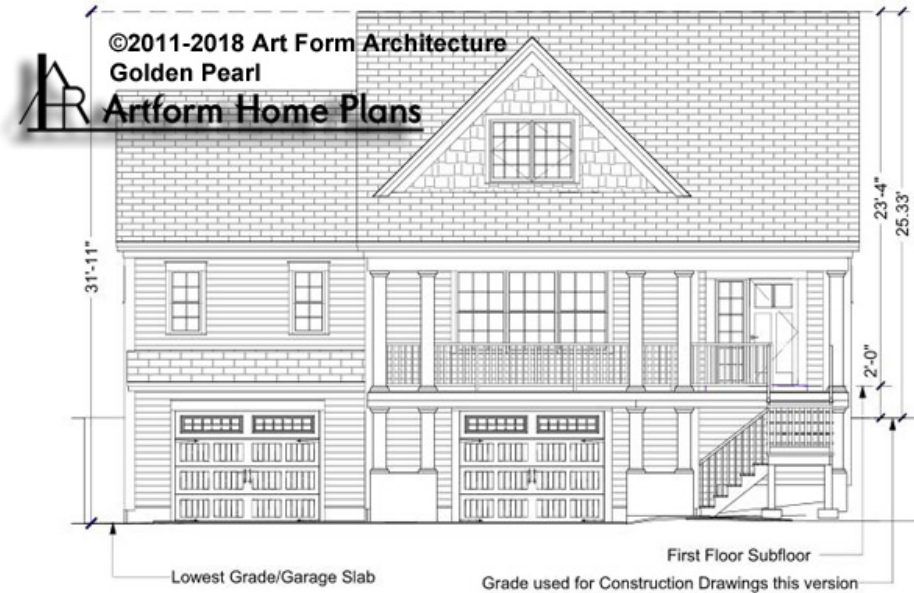 ©2011-2018 Art Form Architecture
Golden Pearl
Artform Home Plans
31'-11"
23'-4"
25.33'
2'-0"
First Floor Subfloor
Lowest Grade/Garage Slab
Grade used for Construction Drawings this version